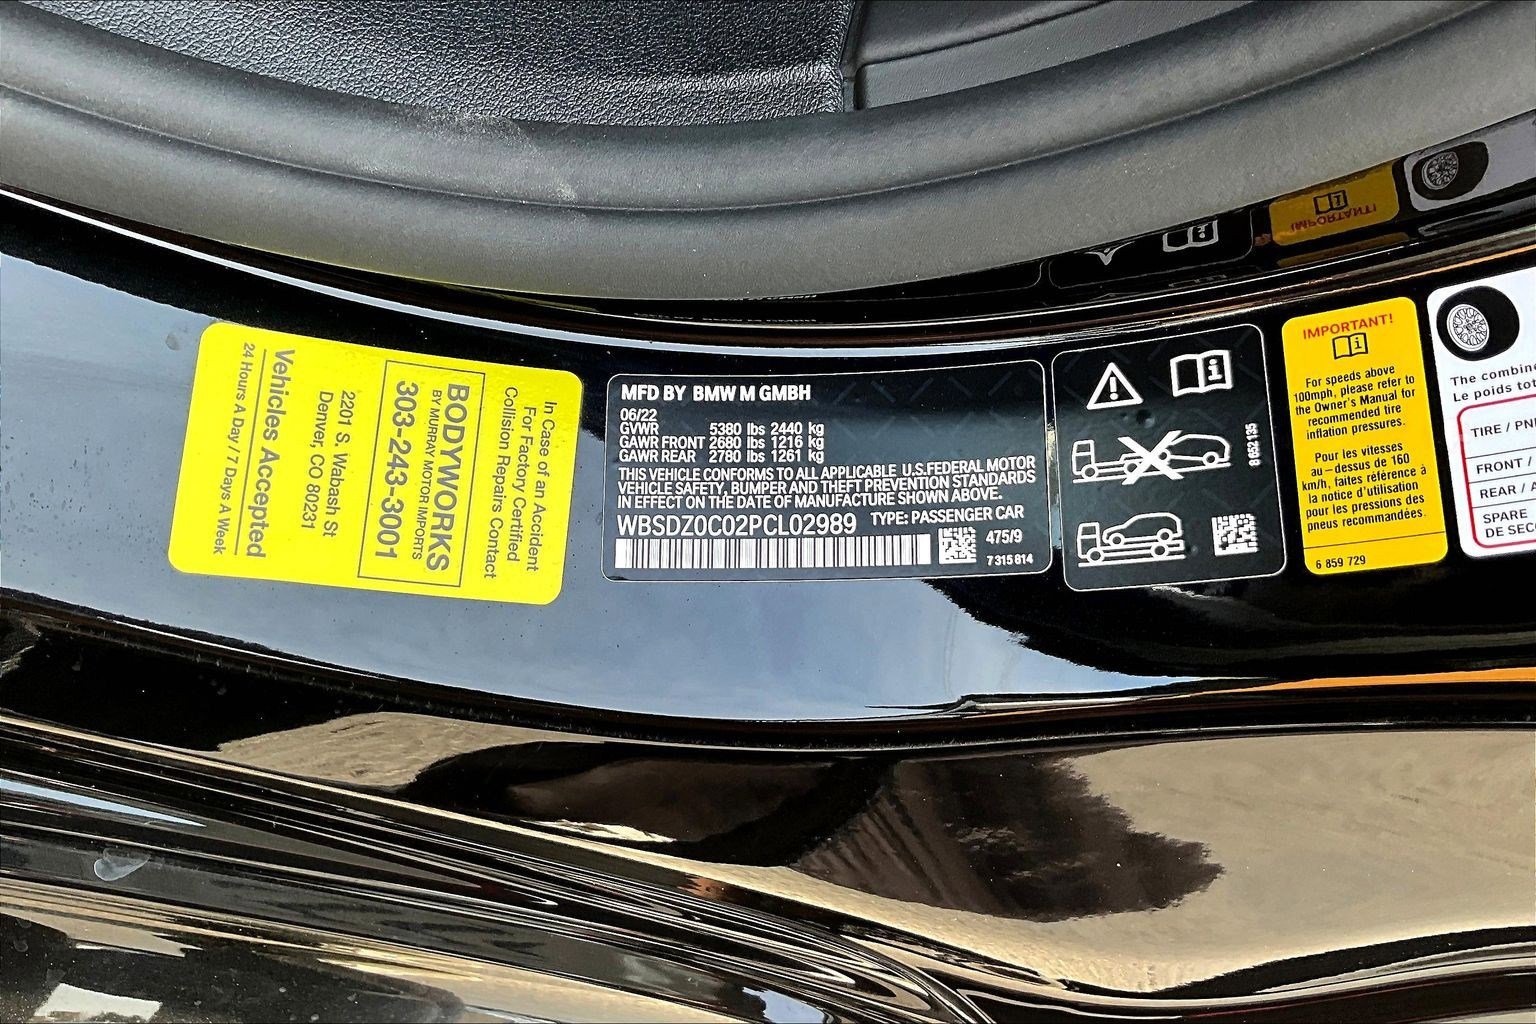 In Case of an Accident
For Factory Certified
Collision Repairs Contact
BODYWORKS
BY MURRAY MOTOR IMPORTS
303-243-3001
2201 S. Wabash St
Denver, CO 80231
Vehicles Accepted
24 Hours A Day / 7 Days A Week
MFD BY BMW M GMBH
06/22
GVWR 5380 lbs 2440 kg
GAWR FRONT 2680 lbs 1216 kg
GAWR REAR 2780 lbs 1261 kg
THIS VEHICLE CONFORMS TO ALL APPLICABLE U.S.FEDERAL MOTOR
VEHICLE SAFETY, BUMPER AND THEFT PREVENTION STANDARDS
IN EFFECT ON THE DATE OF MANUFACTURE SHOWN ABOVE.
WBSDZ0C02PCL02989 TYPE: PASSENGER CAR
475/9
7 315 814
8 652 135
IMPORTANT!
For speeds above
100mph, please refer to
the Owner's Manual for
recommended tire
inflation pressures.
Pour les vitesses
au-dessus de 160
km/h, faites référence à
la notice d'utilisation
pour les pressions des
pneus recommandées.
6 859 729
The combine
Le poids tot
TIRE / PNE
FRONT /
REAR / A
SPARE
DE SEC
IMPORTANT!